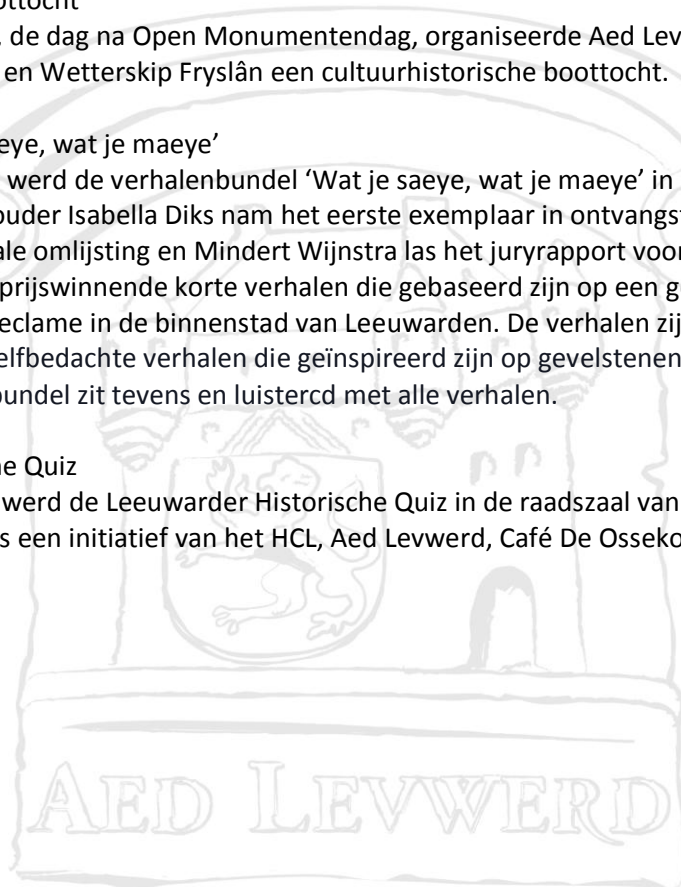 ottocht
, de dag na Open Monumentendag, organiseerde Aed Lev
en Wetterskip Fryslân een cultuurhistorische boottocht.
eye, wat je maeye’
werd de verhalenbundel ‘Wat je saeye, wat je maeye’ in
ouder Isabella Diks nam het eerste exemplaar in ontvangs
ale omlijsting en Mindert Wijnstra las het juryrapport voor
prijswinnende korte verhalen die gebaseerd zijn op een g
eclame in de binnenstad van Leeuwarden. De verhalen zij
elfbedachte verhalen die geïnspireerd zijn op gevelstenen
bundel zit tevens en luistercd met alle verhalen.
he Quiz
werd de Leeuwarder Historische Quiz in de raadszaal van
s een initiatief van het HCL, Aed Levwerd, Café De Osseko
AED LEVWERD